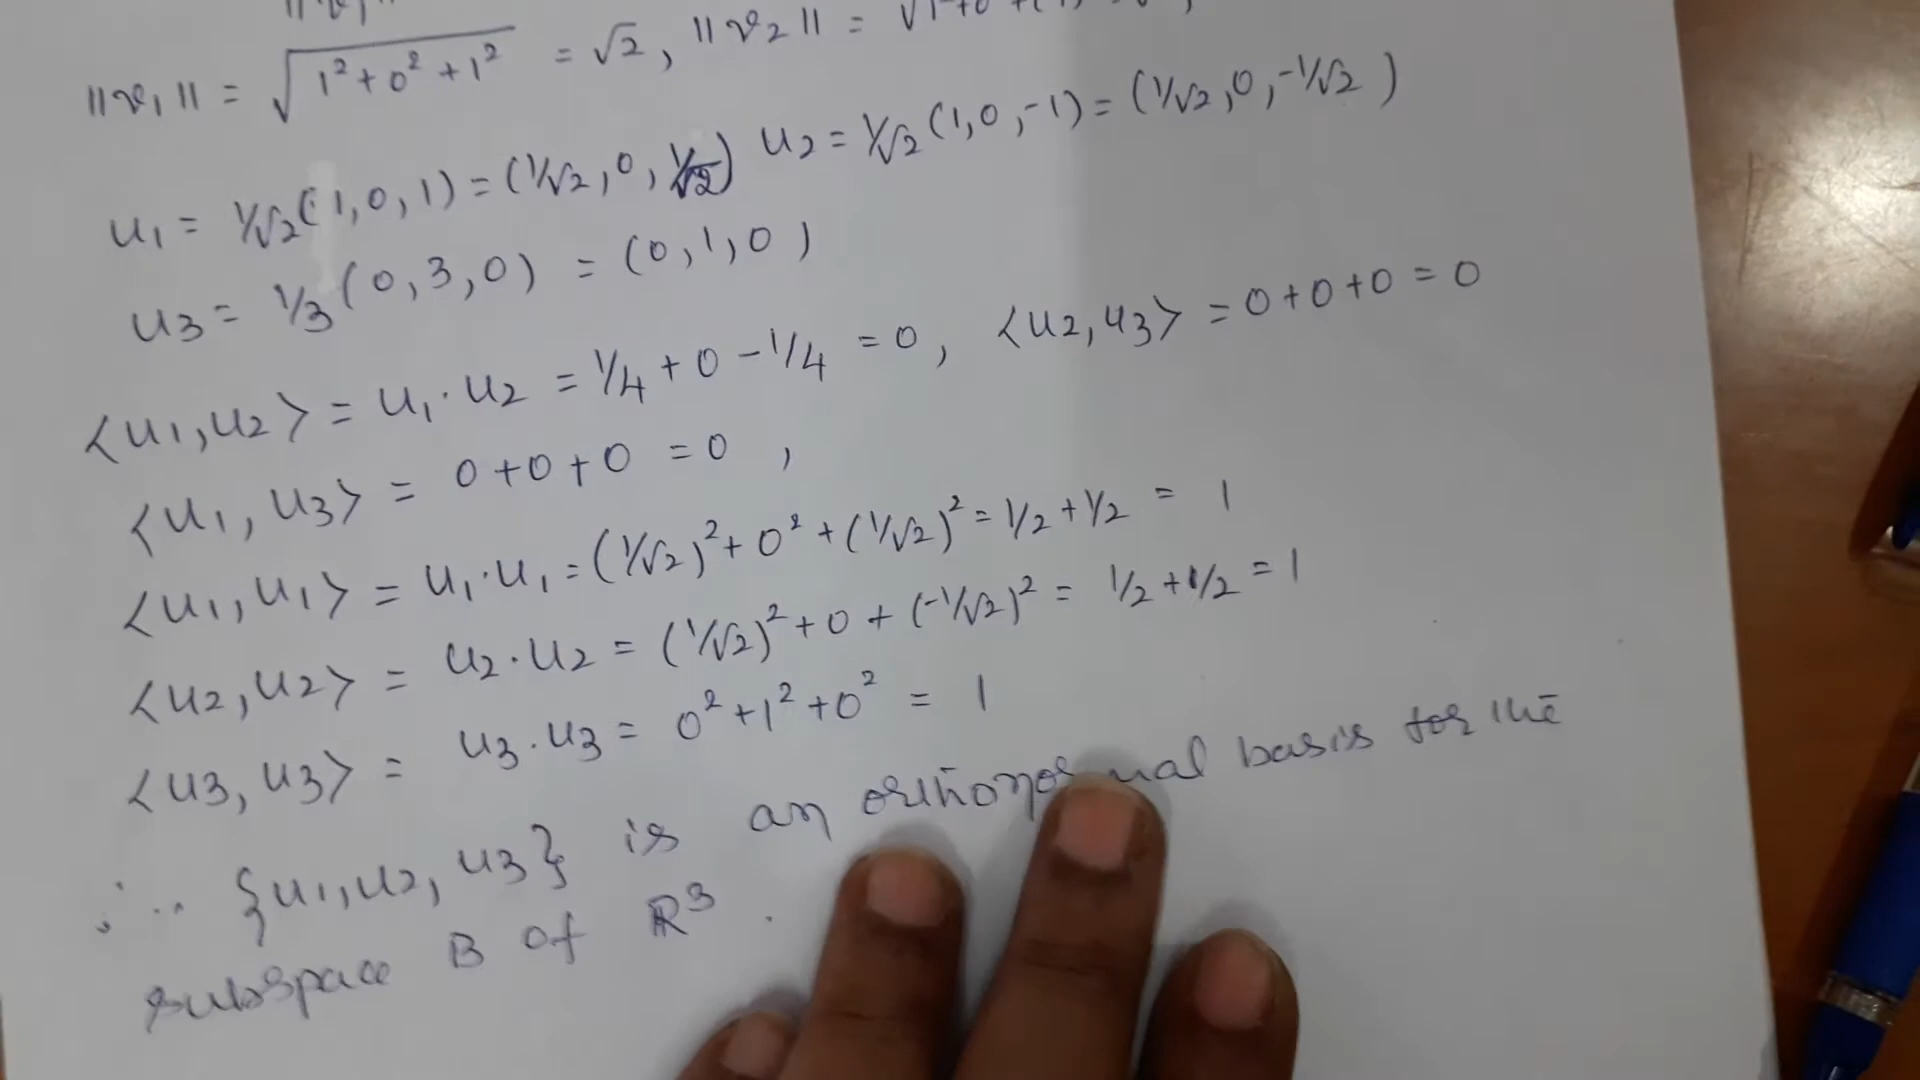 ||v₁|| = √(1²+0²+1²) = √2, ||v₂|| =
u₁ = 1/√2(1,0,1) = (1/√2,0,1/√2) u₂ = 1/√2(1,0,-1) = (1/√2,0,-1/√2)
u₃ = 1/3(0,3,0) = (0,1,0)
<u₁,u₂> = u₁·u₂ = 1/4+0-1/4 = 0, <u₂,u₃> = 0+0+0 = 0
<u₁,u₃> = 0+0+0 = 0,
<u₁,u₁> = u₁·u₁ = (1/√2)²+0²+(1/√2)² = 1/2+1/2 = 1
<u₂,u₂> = u₂·u₂ = (1/√2)²+0+(-1/√2)² = 1/2+1/2 = 1
<u₃,u₃> = u₃·u₃ = 0²+1²+0² = 1
∴ {u₁,u₂,u₃} is an orthonormal basis for the
subspace B of R³.